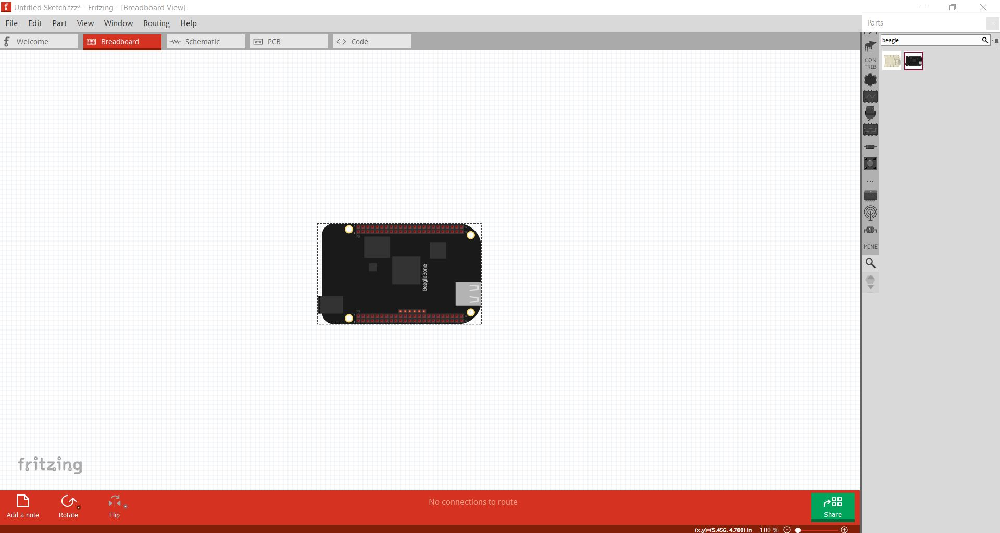 Untitled Sketch.fzz* - Fritzing - [Breadboard View]
File Edit Part View Window Routing Help
Parts
Welcome
Breadboard
Schematic
PCB
Code
beagle
CON
TRIB
MINE
P8
BeagleBone
P9
fritzing
Add a note
Rotate
Flip
No connections to route
Share
(x,y)=(5.456, 4.700) in
100 %